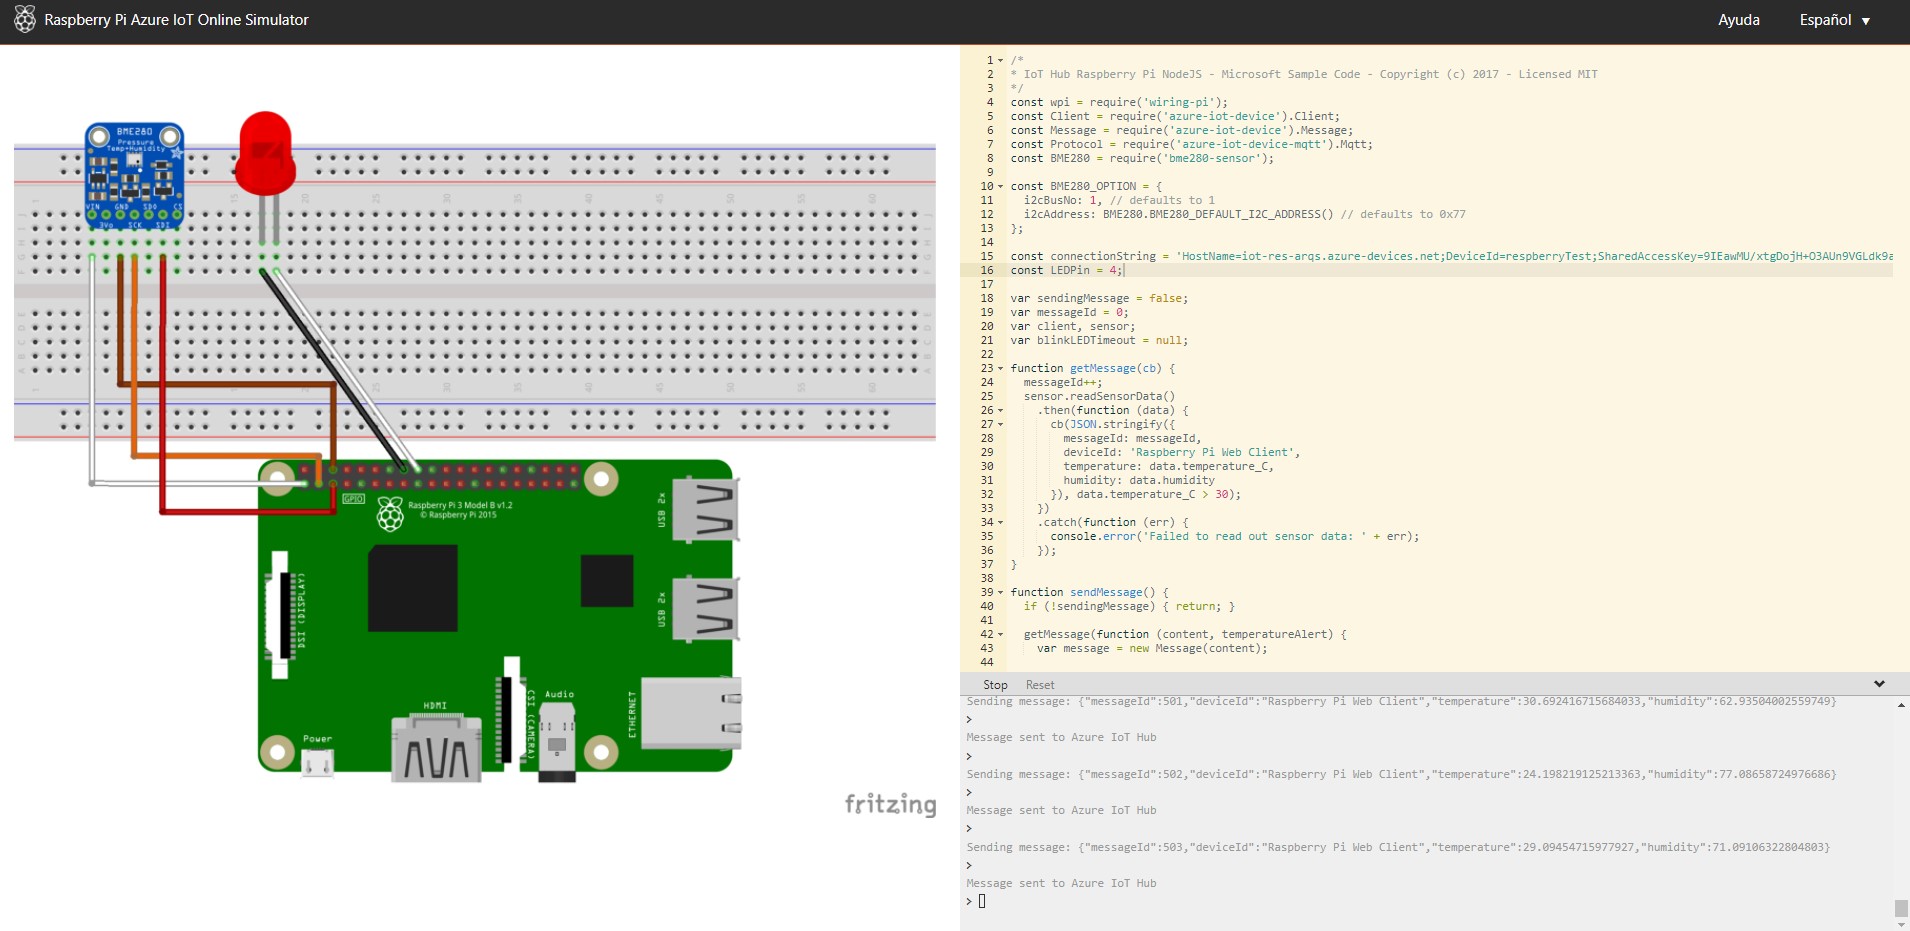 Raspberry Pi Azure IoT Online Simulator
Ayuda
Español
BME280
Pressure
Temp+Humidity
VIN GND SDO CS
3Vo SCK SDI
GPIO
Raspberry Pi 3 Model B v1.2
© Raspberry Pi 2015
USB 2x
USB 2x
DSI (DISPLAY)
CSI (CAMERA)
Audio
HDMI
ETHERNET
Power
fritzing
1 /*
2 * IoT Hub Raspberry Pi NodeJS - Microsoft Sample Code - Copyright (c) 2017 - Licensed MIT
3 */
4 const wpi = require('wiring-pi');
5 const Client = require('azure-iot-device').Client;
6 const Message = require('azure-iot-device').Message;
7 const Protocol = require('azure-iot-device-mqtt').Mqtt;
8 const BME280 = require('bme280-sensor');
9
10 const BME280_OPTION = {
11 i2cBusNo: 1, // defaults to 1
12 i2cAddress: BME280.BME280_DEFAULT_I2C_ADDRESS() // defaults to 0x77
13 };
14
15 const connectionString = 'HostName=iot-res-arqs.azure-devices.net;DeviceId=respberryTest;SharedAccessKey=9IEawMU/xtgDojH+O3AUn9VGLdk9a
16 const LEDPin = 4;
17
18 var sendingMessage = false;
19 var messageId = 0;
20 var client, sensor;
21 var blinkLEDTimeout = null;
22
23 function getMessage(cb) {
24 messageId++;
25 sensor.readSensorData()
26 .then(function (data) {
27 cb(JSON.stringify({
28 messageId: messageId,
29 deviceId: 'Raspberry Pi Web Client',
30 temperature: data.temperature_C,
31 humidity: data.humidity
32 }), data.temperature_C > 30);
33 })
34 .catch(function (err) {
35 console.error('Failed to read out sensor data: ' + err);
36 });
37 }
38
39 function sendMessage() {
40 if (!sendingMessage) { return; }
41
42 getMessage(function (content, temperatureAlert) {
43 var message = new Message(content);
44
Stop Reset
Sending message: {"messageId":501,"deviceId":"Raspberry Pi Web Client","temperature":30.692416715684033,"humidity":62.93504002559749}
>
Message sent to Azure IoT Hub
>
Sending message: {"messageId":502,"deviceId":"Raspberry Pi Web Client","temperature":24.198219125213363,"humidity":77.08658724976686}
>
Message sent to Azure IoT Hub
>
Sending message: {"messageId":503,"deviceId":"Raspberry Pi Web Client","temperature":29.09454715977927,"humidity":71.09106322804803}
>
Message sent to Azure IoT Hub
>